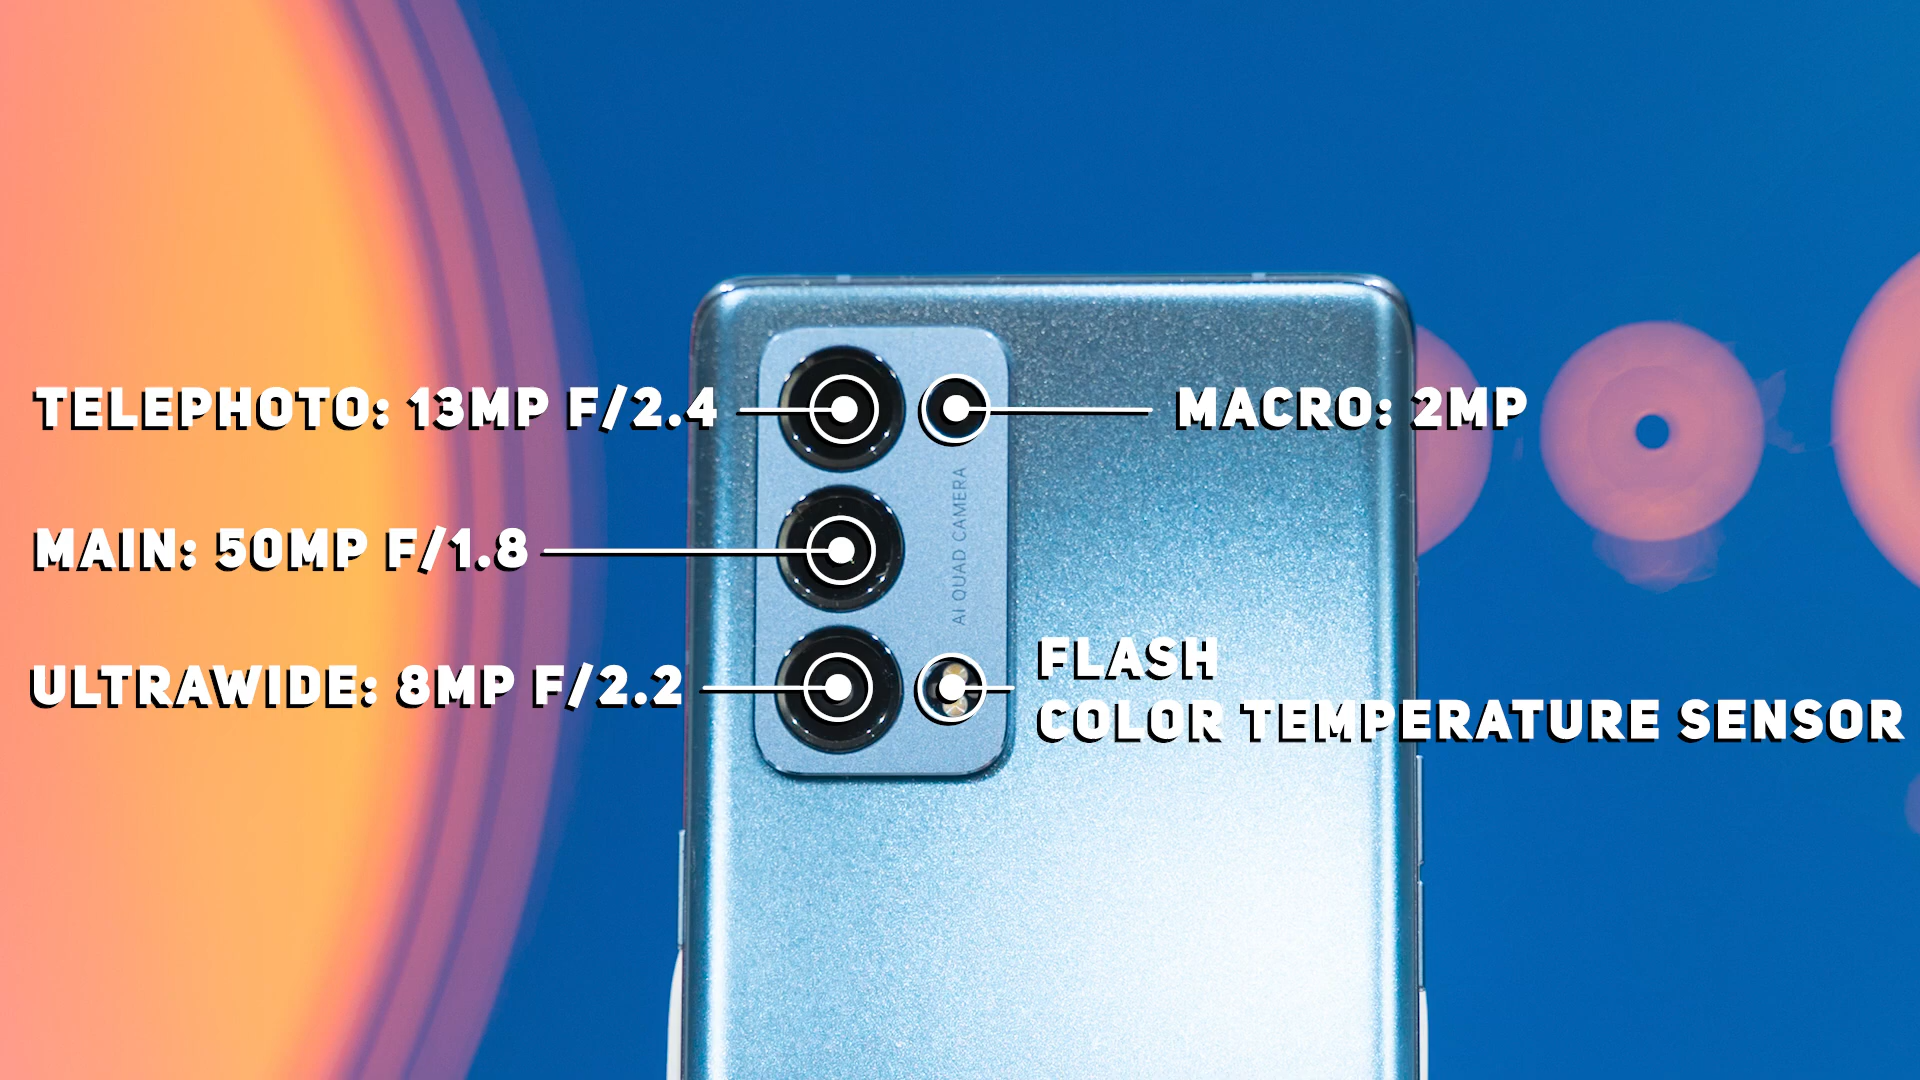 TELEPHOTO: 13MP F/2.4
MACRO: 2MP
MAIN: 50MP F/1.8
AI QUAD CAMERA
ULTRAWIDE: 8MP F/2.2
FLASH
COLOR TEMPERATURE SENSOR